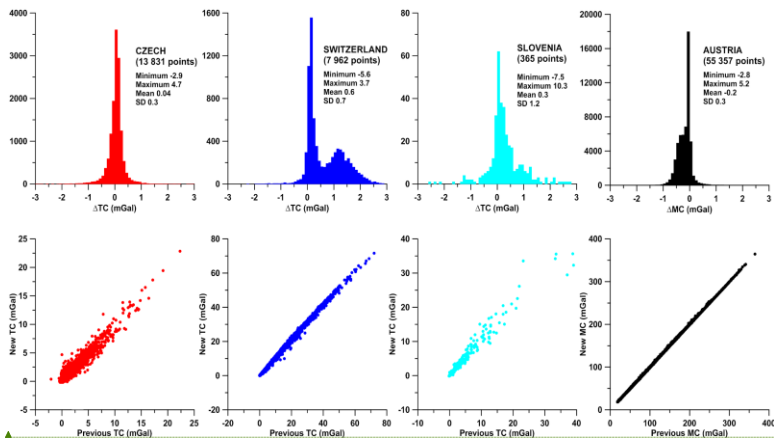 CZECH
(13 831 points)
Minimum -2.9
Maximum 4.7
Mean 0.04
SD 0.3
4000
3000
2000
1000
0
-3 -2 -1 0 1 2 3
ΔTC (mGal)
SWITZERLAND
(7 962 points)
Minimum -5.6
Maximum 3.7
Mean 0.6
SD 0.7
1600
1200
800
400
0
-3 -2 -1 0 1 2 3
ΔTC (mGal)
SLOVENIA
(365 points)
Minimum -7.5
Maximum 10.3
Mean 0.3
SD 1.2
80
60
40
20
0
-3 -2 -1 0 1 2 3
ΔTC (mGal)
AUSTRIA
(55 357 points)
Minimum -2.8
Maximum 5.2
Mean -0.2
SD 0.3
20000
16000
12000
8000
4000
0
-3 -2 -1 0 1 2 3
ΔMC (mGal)
New TC (mGal)
25
20
15
10
5
0
-5
-5 0 5 10 15 20 25
Previous TC (mGal)
New TC (mGal)
80
60
40
20
0
-20
-20 0 20 40 60 80
Previous TC (mGal)
New TC (mGal)
40
30
20
10
0
-10
-10 0 10 20 30 40
Previous TC (mGal)
New MC (mGal)
400
300
200
100
0
0 100 200 300 400
Previous MC (mGal)